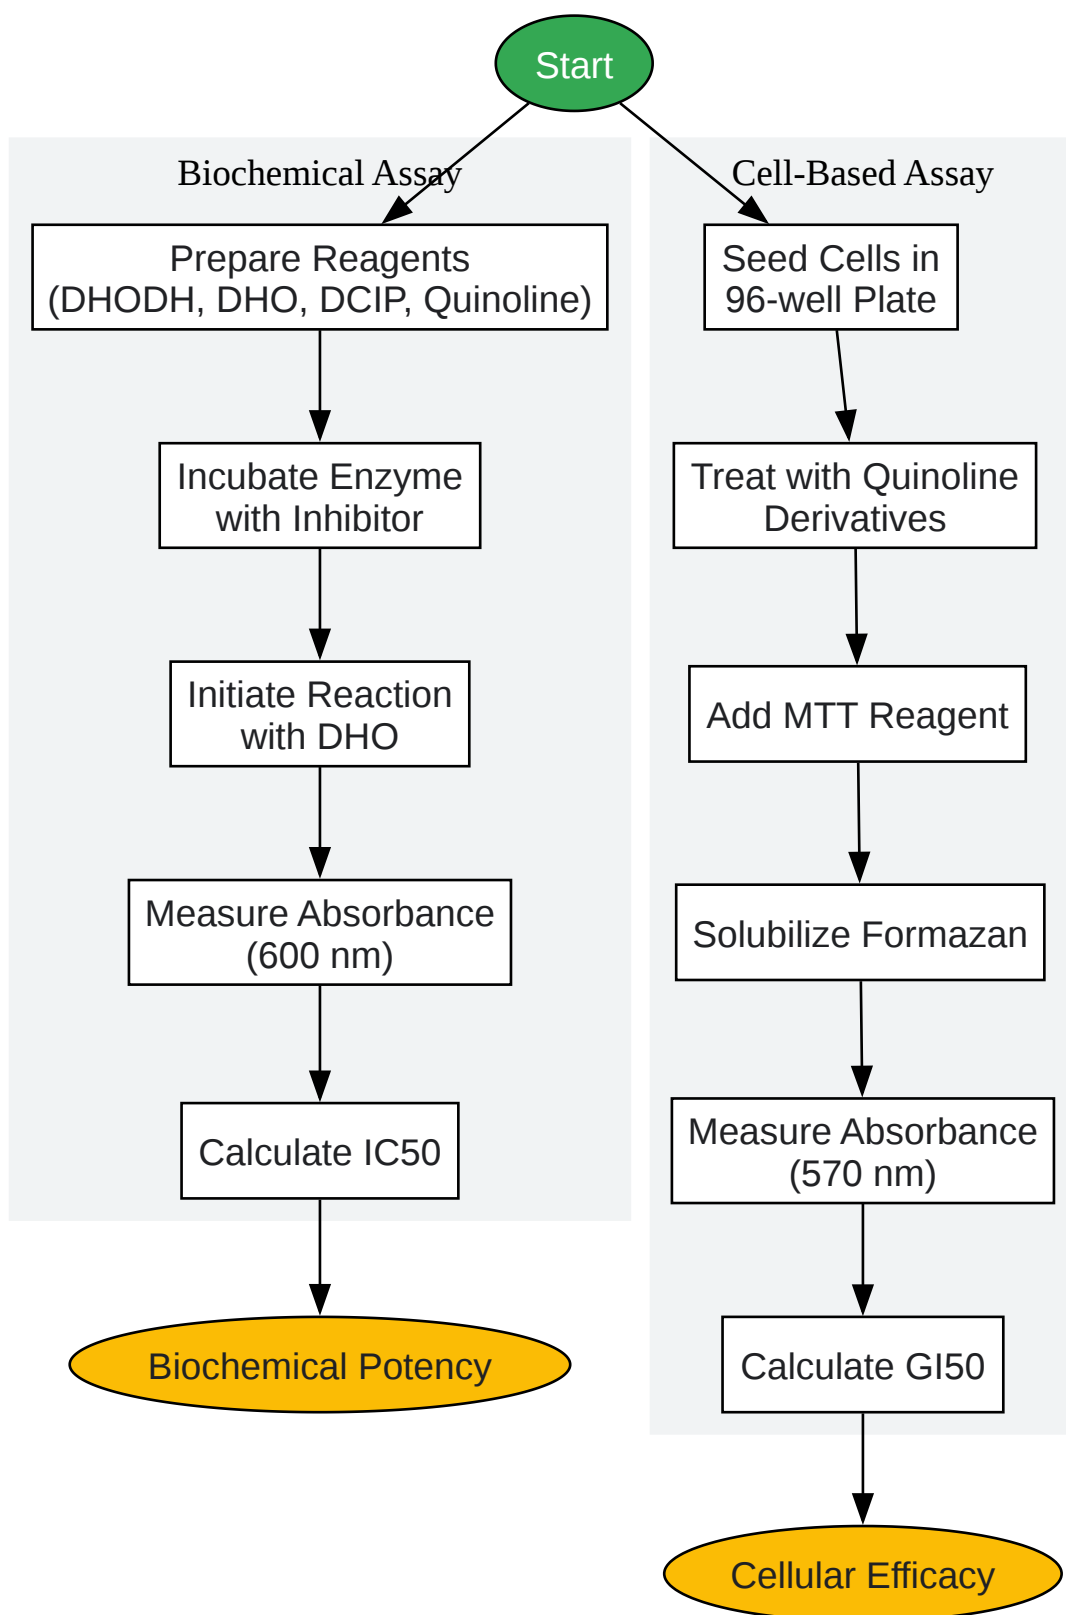 Start
Biochemical Assay
Prepare Reagents
(DHODH, DHO, DCIP, Quinoline)
Incubate Enzyme
with Inhibitor
Initiate Reaction
with DHO
Measure Absorbance
(600 nm)
Calculate IC50
Biochemical Potency
Cell-Based Assay
Seed Cells in
96-well Plate
Treat with Quinoline
Derivatives
Add MTT Reagent
Solubilize Formazan
Measure Absorbance
(570 nm)
Calculate GI50
Cellular Efficacy